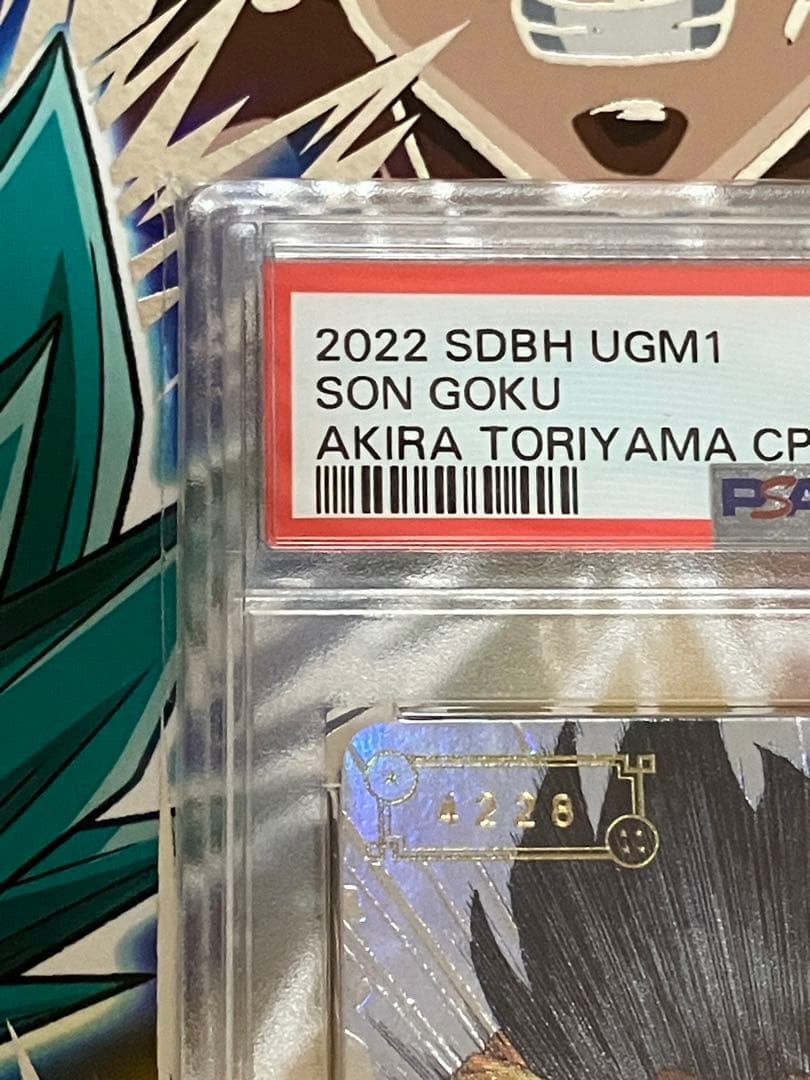 2022 SDBH UGM1
SON GOKU
AKIRA TORIYAMA CP
PSA
4228